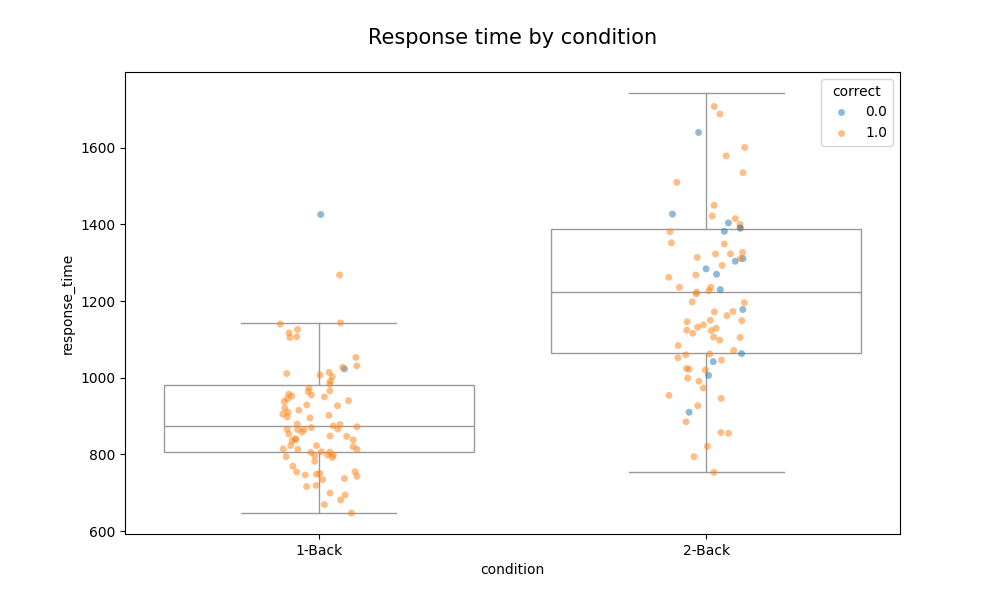 Response time by condition
correct
0.0
1.0
1600
1400
1200
1000
800
600
response_time
1-Back
2-Back
condition